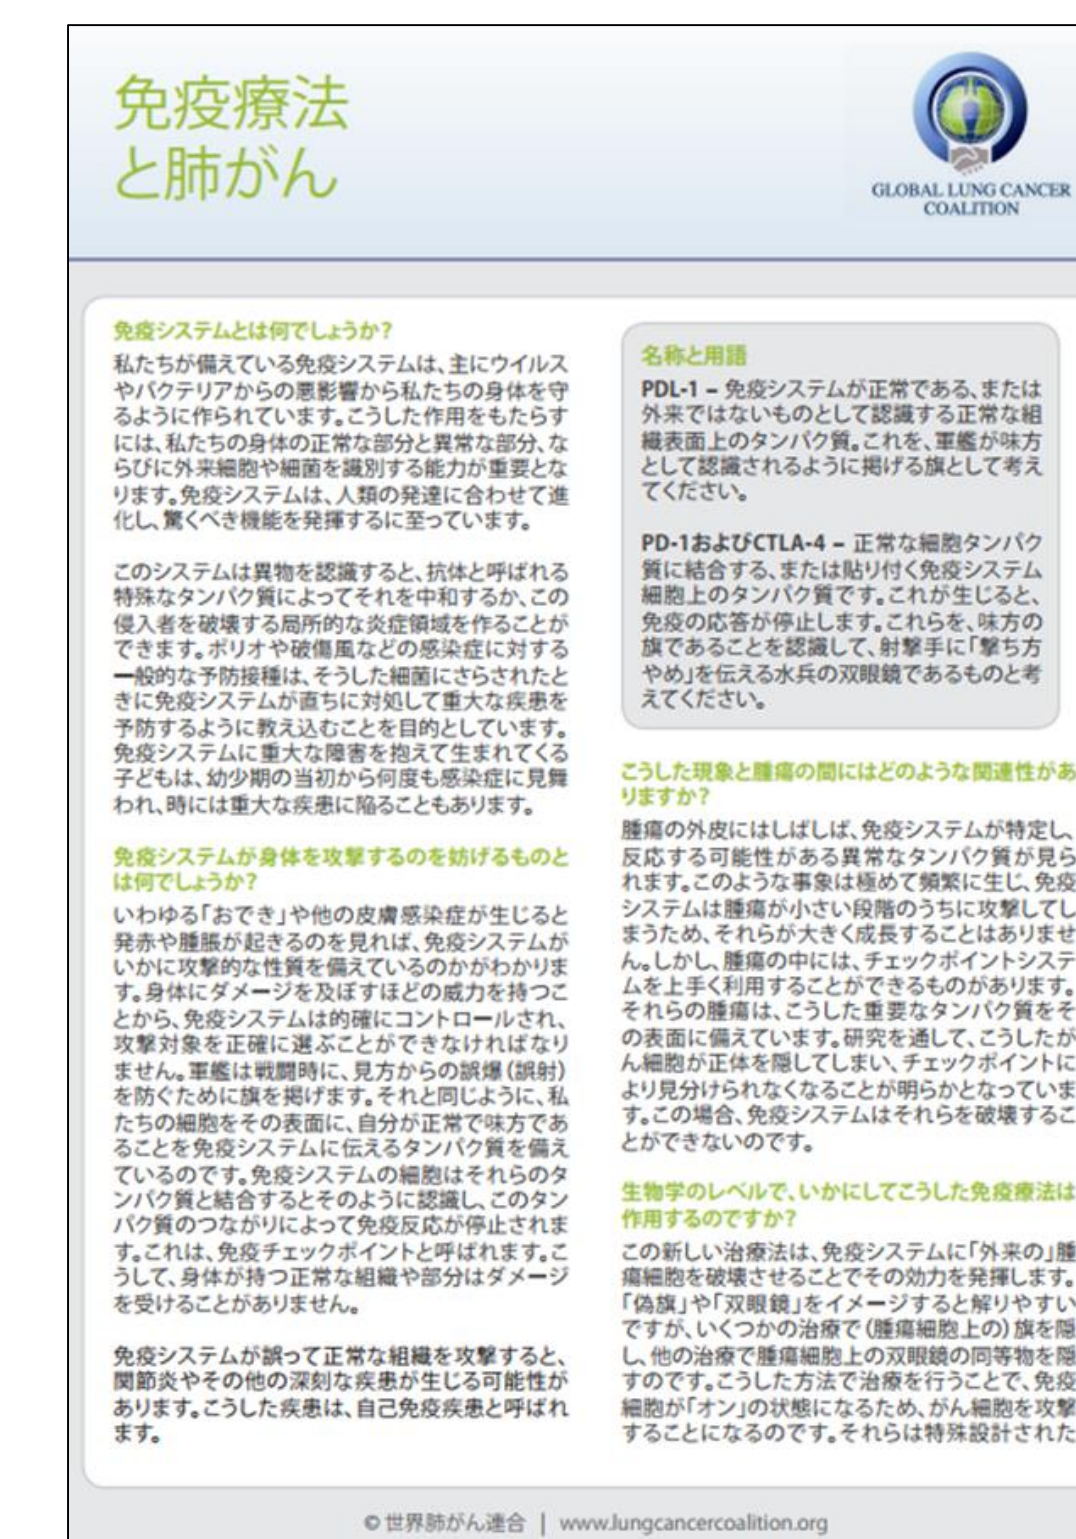 免疫療法
と肺がん
GLOBAL LUNG CANCER
COALITION
免疫システムとは何でしょうか?
私たちが備えている免疫システムは、主にウイルス
やバクテリアからの悪影響から私たちの身体を守
るように作られています。こうした作用をもたらす
には、私たちの身体の正常な部分と異常な部分、な
らびに外来細胞や細菌を識別する能力が重要とな
ります。免疫システムは、人類の発達に合わせて進
化し、驚くべき機能を発揮するに至っています。
このシステムは異物を認識すると、抗体と呼ばれる
特殊なタンパク質によってそれを中和するか、この
侵入者を破壊する局所的な炎症領域を作ることが
できます。ポリオや破傷風などの感染症に対する
一般的な予防接種は、そうした細菌にさらされたと
きに免疫システムが直ちに対処して重大な疾患を
予防するように教え込むことを目的としています。
免疫システムに重大な障害を抱えて生まれてくる
子どもは、幼少期の当初から何度も感染症に見舞
われ、時には重大な疾患に陥ることもあります。
免疫システムが身体を攻撃するのを妨げるものと
は何でしょうか?
いわゆる「おでき」や他の皮膚感染症が生じると
発赤や腫脹が起きるのを見れば、免疫システムが
いかに攻撃的な性質を備えているのかがわかりま
す。身体にダメージを及ぼすほどの威力を持つこ
とから、免疫システムは的確にコントロールされ、
攻撃対象を正確に選ぶことができなければなり
ません。軍艦は戦闘時に、見方からの誤爆(誤射)
を防ぐために旗を掲げます。それと同じように、私
たちの細胞をその表面に、自分が正常で味方であ
ることを免疫システムに伝えるタンパク質を備え
ているのです。免疫システムの細胞はそれらのタ
ンパク質と結合するとそのように認識し、このタン
パク質のつながりによって免疫反応が停止されま
す。これは、免疫チェックポイントと呼ばれます。こ
うして、身体が持つ正常な組織や部分はダメージ
を受けることがありません。
免疫システムが誤って正常な組織を攻撃すると、
関節炎やその他の深刻な疾患が生じる可能性が
あります。こうした疾患は、自己免疫疾患と呼ばれ
ます。
名称と用語
PDL-1 – 免疫システムが正常である、または
外来ではないものとして認識する正常な組
織表面上のタンパク質。これを、軍艦が味方
として認識されるように掲げる旗として考え
てください。
PD-1およびCTLA-4 – 正常な細胞タンパク
質に結合する、または貼り付く免疫システム
細胞上のタンパク質です。これが生じると、
免疫の応答が停止します。これらを、味方の
旗であることを認識して、射撃手に「撃ち方
やめ」を伝える水兵の双眼鏡であるものと考
えてください。
こうした現象と腫瘍の間にはどのような関連性があ
りますか?
腫瘍の外皮にはしばしば、免疫システムが特定し、
反応する可能性がある異常なタンパク質が見ら
れます。このような事象は極めて頻繁に生じ、免疫
システムは腫瘍が小さい段階のうちに攻撃してし
まうため、それらが大きく成長することはありませ
ん。しかし、腫瘍の中には、チェックポイントシステ
ムを上手く利用することができるものがあります。
それらの腫瘍は、こうした重要なタンパク質をそ
の表面に備えています。研究を通して、こうしたが
ん細胞が正体を隠してしまい、チェックポイントに
より見分けられなくなることが明らかとなっていま
す。この場合、免疫システムはそれらを破壊するこ
とができないのです。
生物学のレベルで、いかにしてこうした免疫療法は
作用するのですか?
この新しい治療法は、免疫システムに「外来の」腫
瘍細胞を破壊させることでその効力を発揮します。
「偽旗」や「双眼鏡」をイメージすると解りやすい
ですが、いくつかの治療で(腫瘍細胞上の)旗を隠
し、他の治療で腫瘍細胞上の双眼鏡の同等物を隠
すのです。こうした方法で治療を行うことで、免疫
細胞が「オン」の状態になるため、がん細胞を攻撃
することになるのです。それらは特殊設計された
© 世界肺がん連合 | www.lungcancercoalition.org